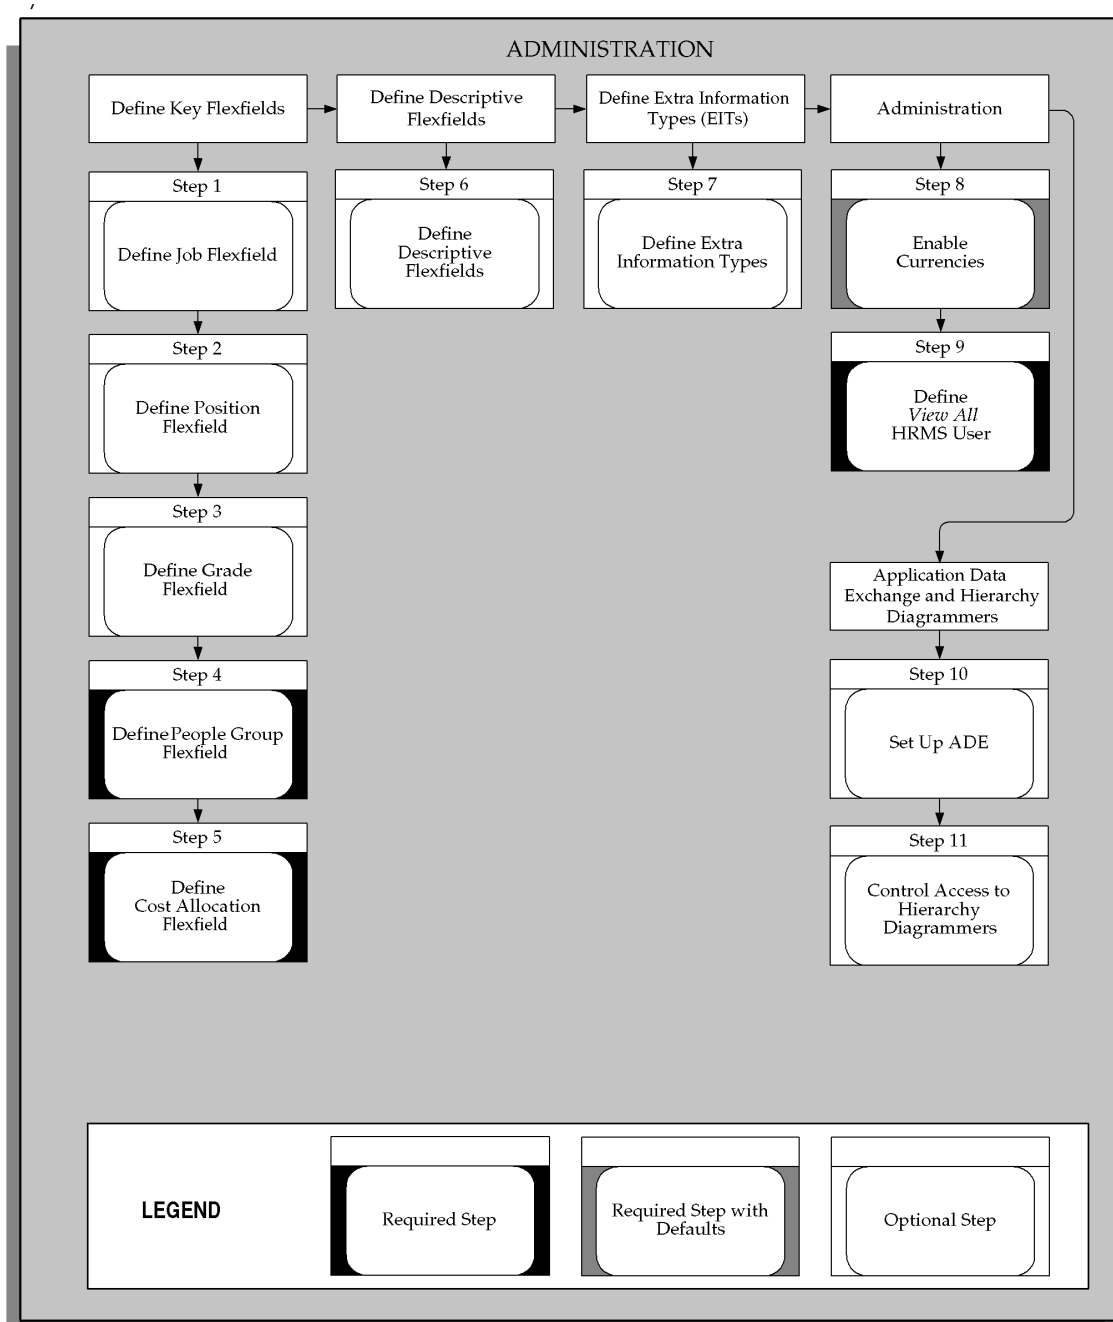 ADMINISTRATION
Define Key Flexfields
Define Descriptive
Flexfields
Define Extra Information
Types (EITs)
Administration
Step 1
Define Job Flexfield
Step 2
Define Position
Flexfield
Step 3
Define Grade
Flexfield
Step 4
Define People Group
Flexfield
Step 5
Define
Cost Allocation
Flexfield
Step 6
Define
Descriptive
Flexfields
Step 7
Define Extra
Information Types
Step 8
Enable
Currencies
Step 9
Define
View All
HRMS User
Application Data
Exchange and Hierarchy
Diagrammers
Step 10
Set Up ADE
Step 11
Control Access to
Hierarchy
Diagrammers
LEGEND
Required Step
Required Step with
Defaults
Optional Step